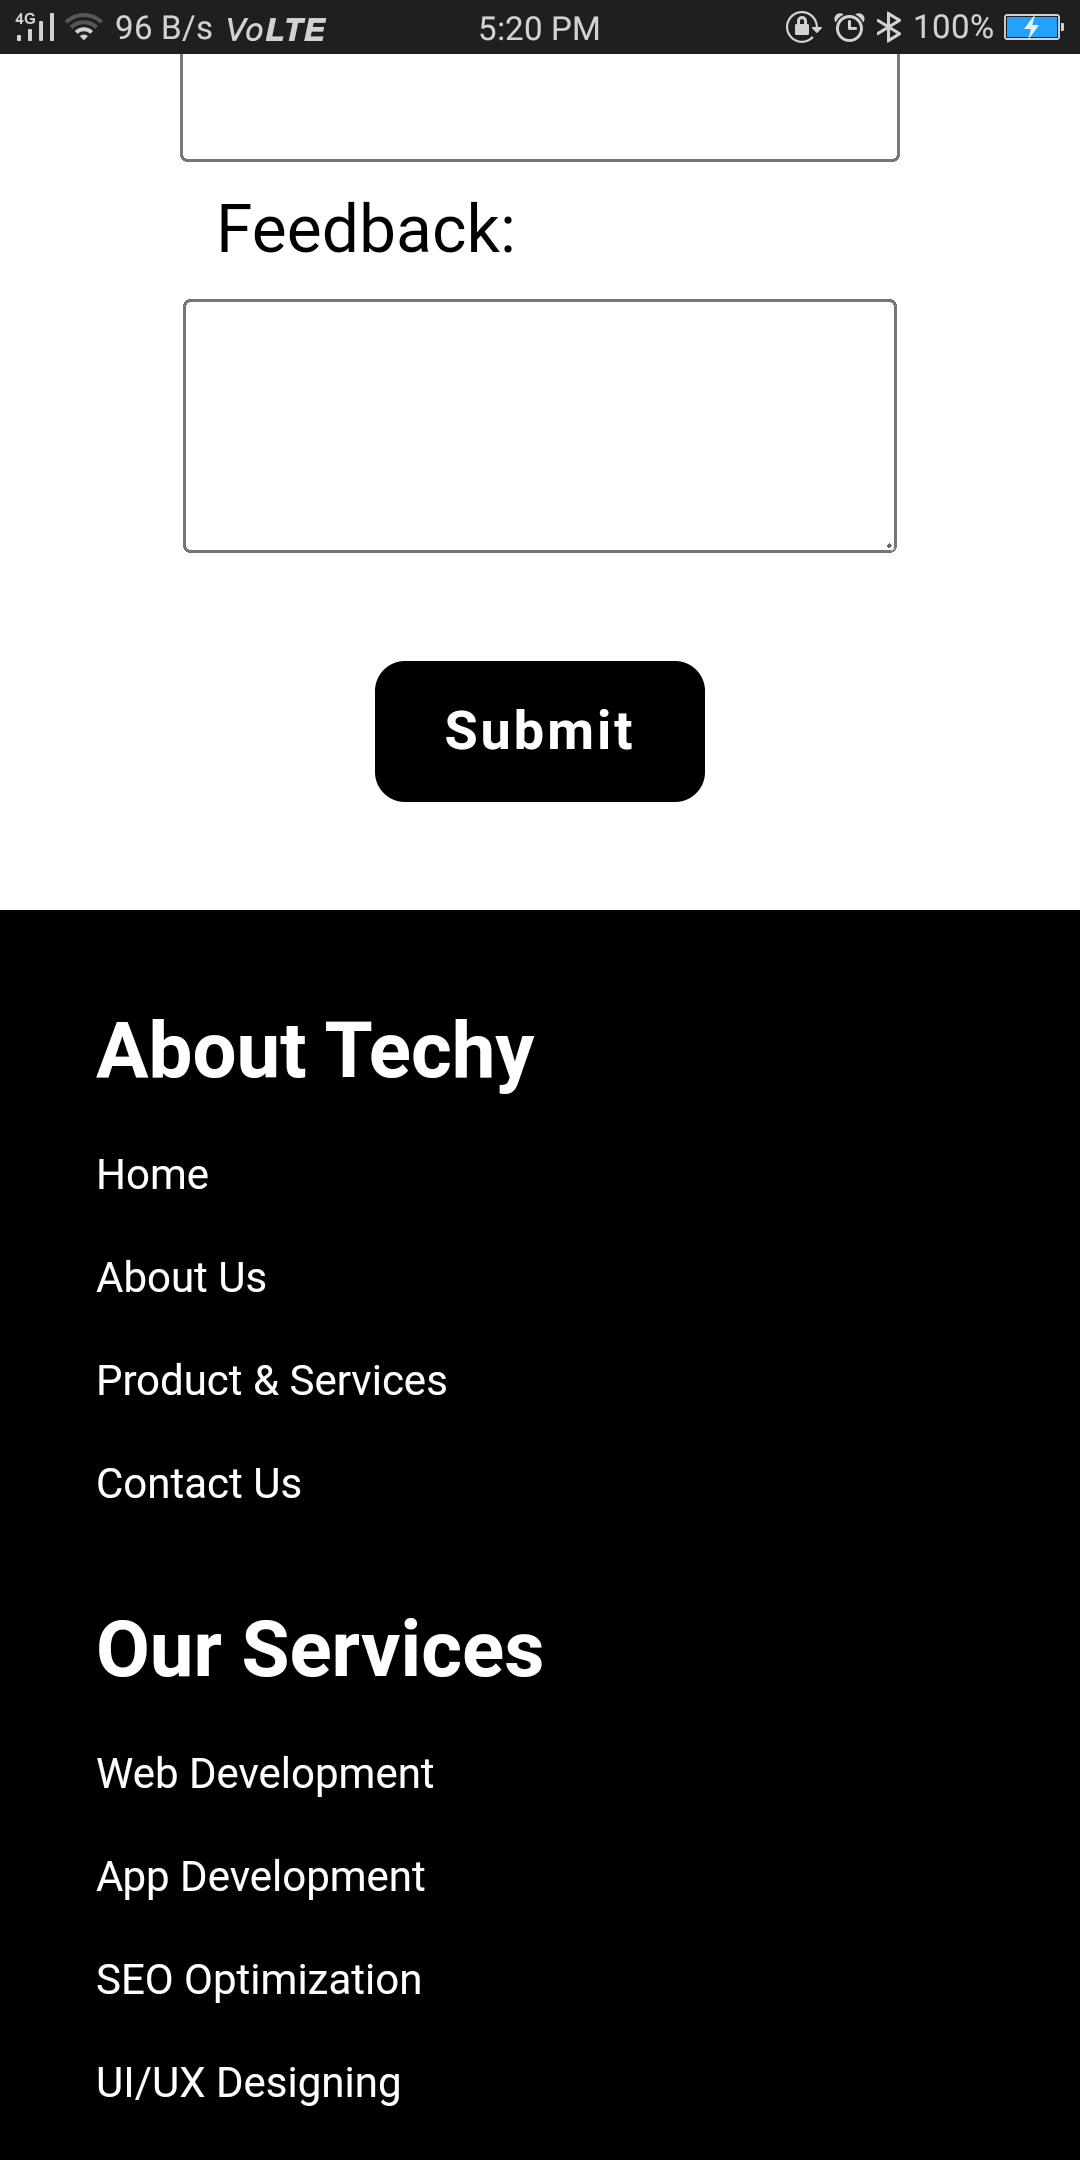 4G 96 B/s VoLTE 5:20 PM 100%
Feedback:
Submit
About Techy
Home
About Us
Product & Services
Contact Us
Our Services
Web Development
App Development
SEO Optimization
UI/UX Designing